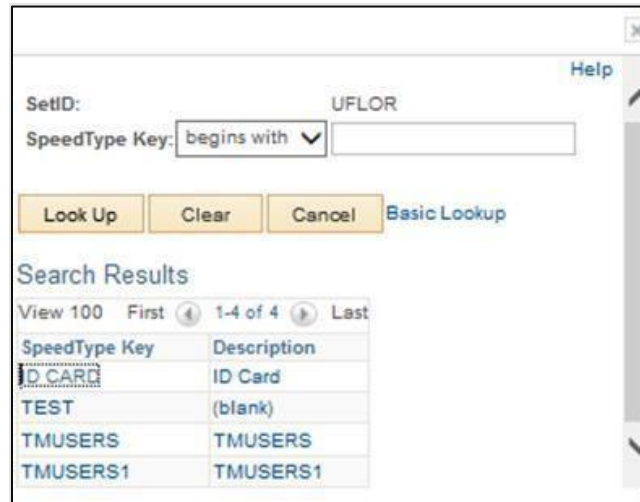 Help
SetID: UFLOR
SpeedType Key: begins with
Look Up Clear Cancel Basic Lookup
Search Results
View 100 First 1-4 of 4 Last
SpeedType Key Description
ID CARD ID Card
TEST (blank)
TMUSERS TMUSERS
TMUSERS1 TMUSERS1